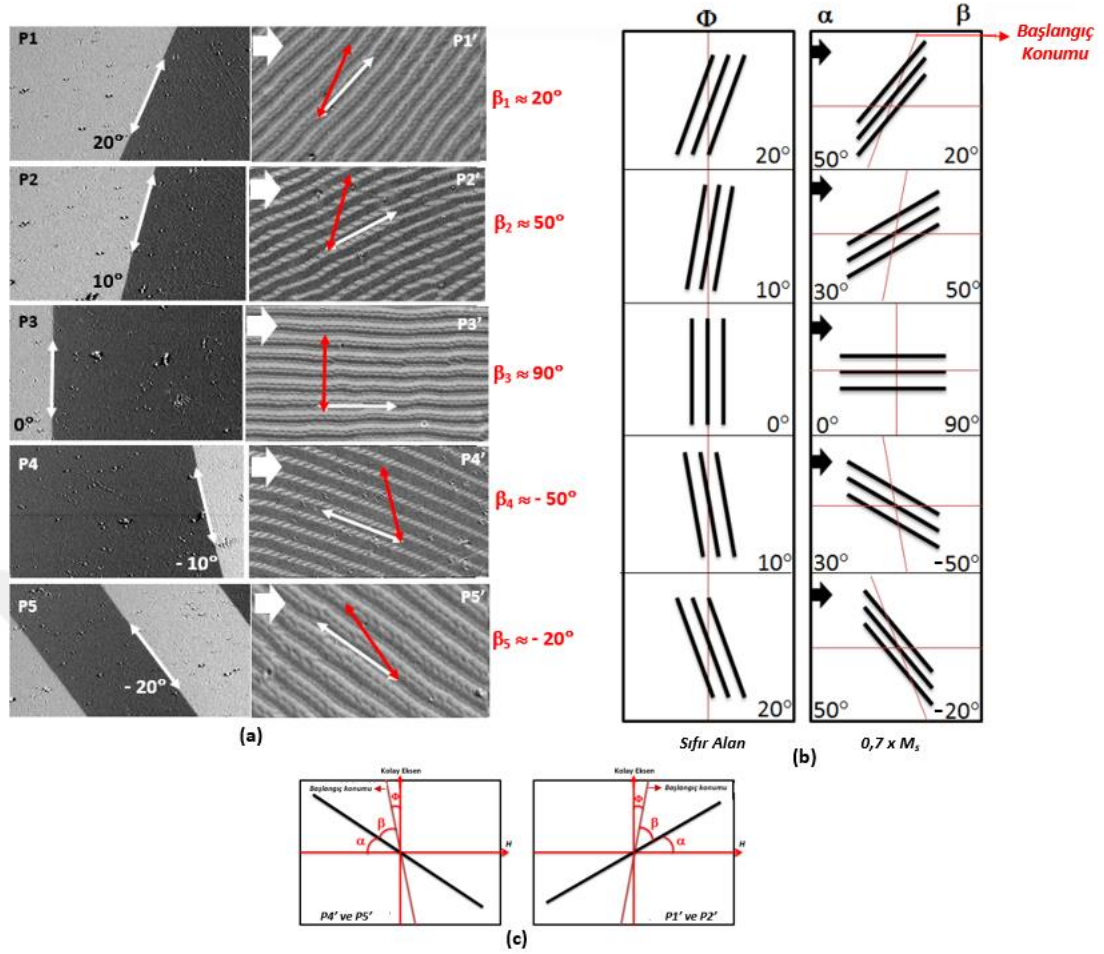 P1
20°
P1'
β₁ ≈ 20°
P2
10°
P2'
β₂ ≈ 50°
P3
0°
P3'
β₃ ≈ 90°
P4
- 10°
P4'
β₄ ≈ - 50°
P5
- 20°
P5'
β₅ ≈ - 20°
(a)
Φ
α
β
Başlangıç
Konumu
20°
50°
20°
10°
30°
50°
0°
0°
90°
10°
30°
-50°
20°
50°
-20°
Sıfır Alan
0,7 x Mₛ
(b)
Kolay Eksen
Başlangıç konumu
Φ
β
α
H
P4' ve P5'
Kolay Eksen
Başlangıç konumu
Φ
β
α
H
P1' ve P2'
(c)